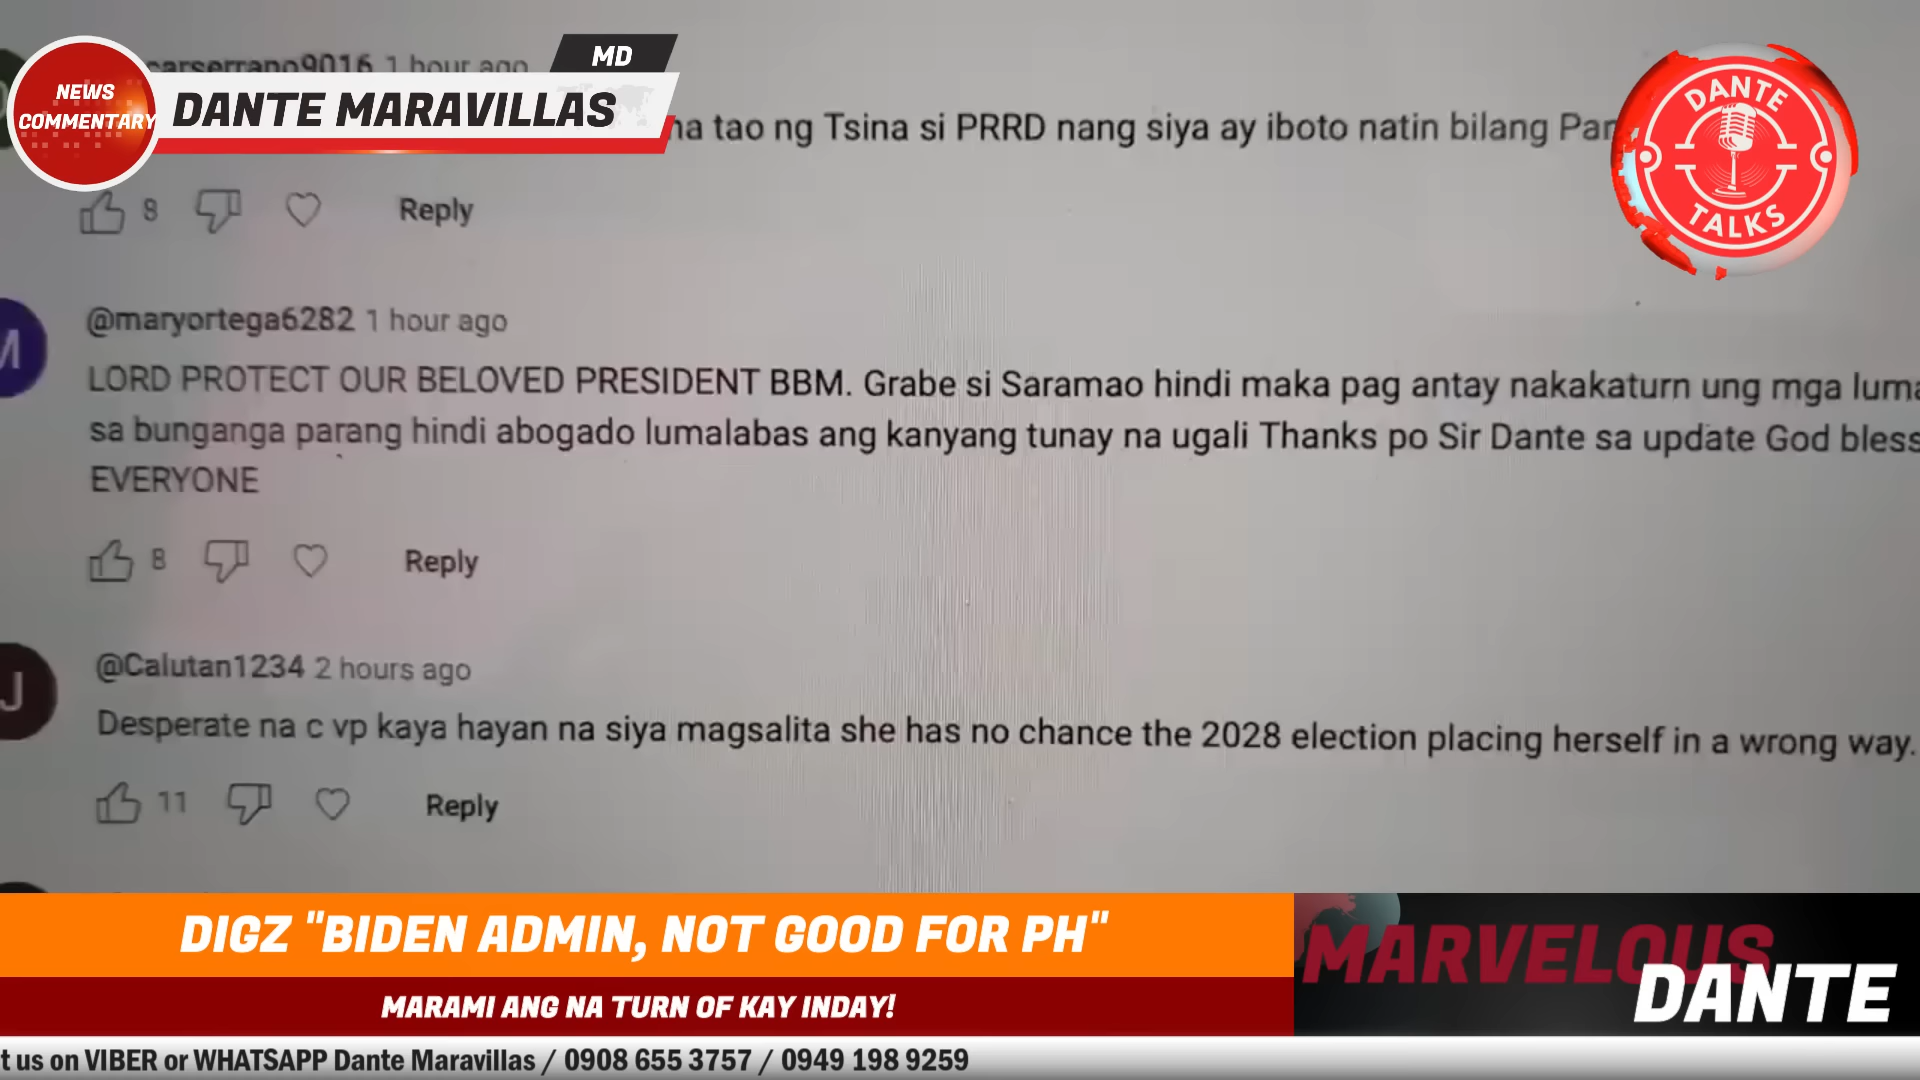 carserrano9016 1 hour ago
MD
NEWS
COMMENTARY
DANTE MARAVILLAS
na tao ng Tsina si PRRD nang siya ay iboto natin bilang
DANTE
TALKS
8 Reply
@maryortega6282 1 hour ago
LORD PROTECT OUR BELOVED PRESIDENT BBM. Grabe si Saramao hindi maka pag antay nakakaturn ung mga
sa bunganga parang hindi abogado lumalabas ang kanyang tunay na ugali Thanks po Sir Dante sa update God bless
EVERYONE
8 Reply
M
@Calutan1234 2 hours ago
J
Desperate na c vp kaya hayan na siya magsalita she has no chance the 2028 election placing herself in a wrong way.
11 Reply
DIGZ "BIDEN ADMIN, NOT GOOD FOR PH"
MARAMI ANG NA TURN OF KAY INDAY!
MARVELOUS
DANTE
t us on VIBER or WHATSAPP Dante Maravillas / 0908 655 3757 / 0949 198 9259